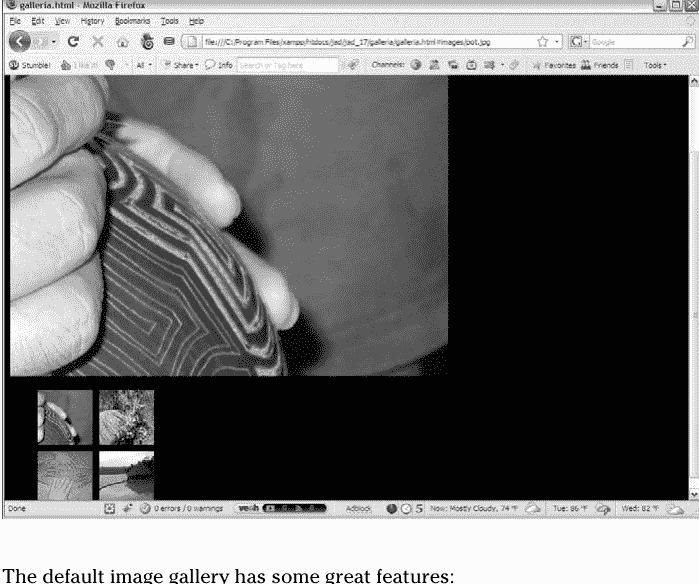 galleria.html - Mozilla Firefox
File Edit View History Bookmarks Tools Help
file:///C:/Program Files/xampp/htdocs/jad/jad_17/galleria/galleria.html#images/pot.jpg
Google
Stumble! I like it! All Share Info Search or Tag here Channels: Favorites Friends Tools
Done 0 errors / 0 warnings veoh Adblock 5 Now: Mostly Cloudy, 74 °F Tue: 86 °F Wed: 82 °F
The default image gallery has some great features: